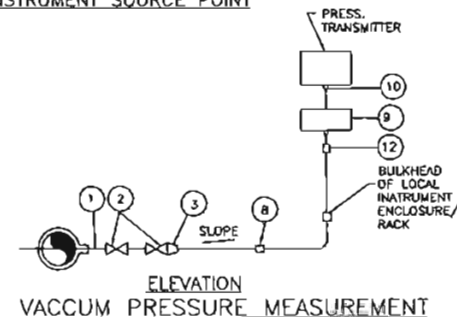 NSTRUMENT SOURCE POINT
PRESS.
TRANSMITTER
10
9
12
BULKHEAD
OF LOCAL
INATRUMENT
ENCLOSURE/
RACK
1
2
3
SLOPE
8
ELEVATION
VACCUM PRESSURE MEASUREMENT